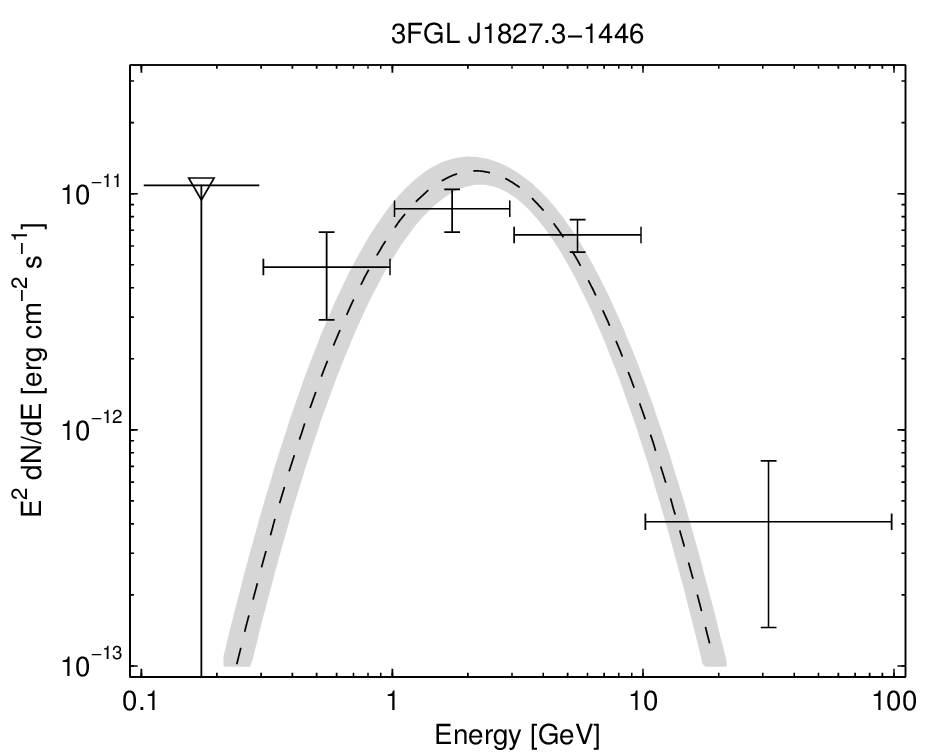 3FGL J1827.3−1446
E² dN/dE [erg cm⁻² s⁻¹]
10⁻¹¹
10⁻¹²
10⁻¹³
0.1 1 10 100
Energy [GeV]